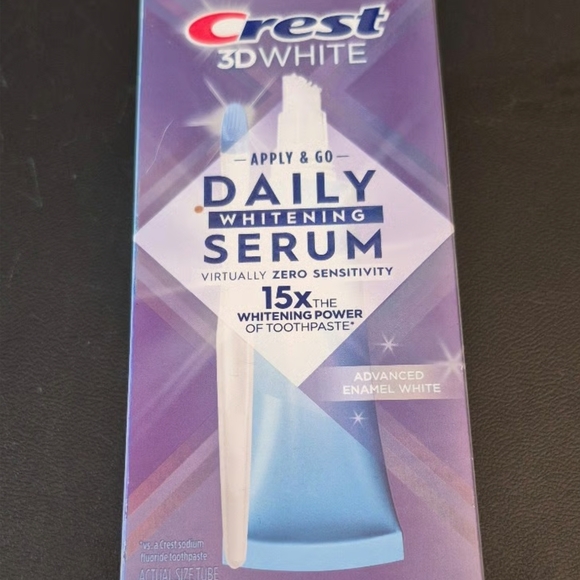 Crest
3DWHITE
APPLY & GO
DAILY
WHITENING
SERUM
VIRTUALLY ZERO SENSITIVITY
15x THE
WHITENING POWER
OF TOOTHPASTE*
ADVANCED
ENAMEL WHITE
*vs. a Crest sodium
fluoride toothpaste
ACTUAL SIZE TUBE